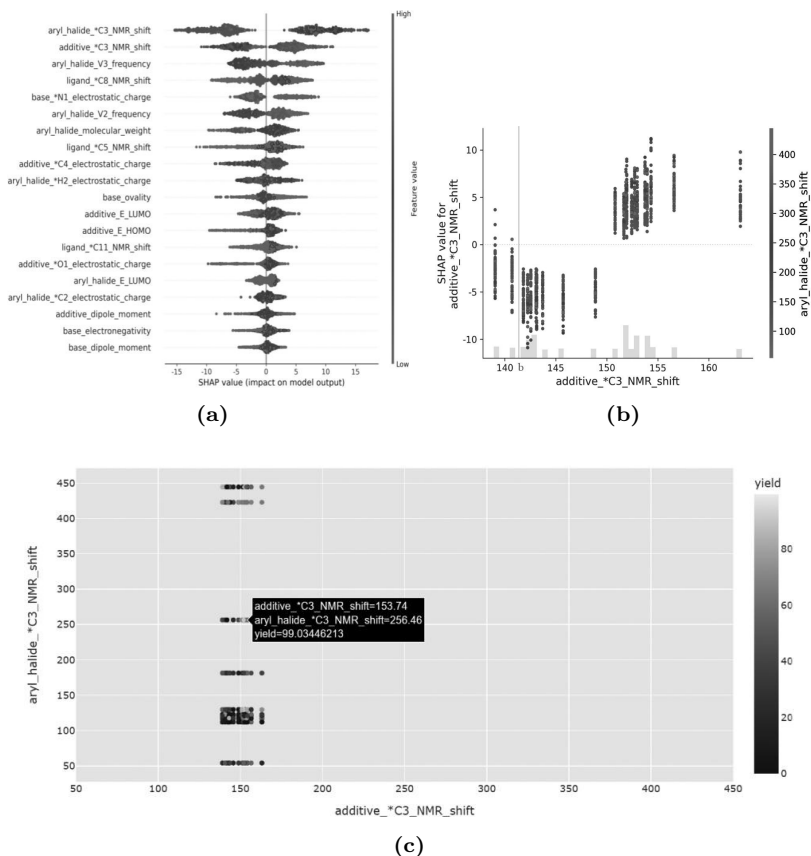 High
aryl_halide_*C3_NMR_shift
additive_*C3_NMR_shift
aryl_halide_V3_frequency
ligand_*C8_NMR_shift
base_*N1_electrostatic_charge
aryl_halide_V2_frequency
aryl_halide_molecular_weight
ligand_*C5_NMR_shift
additive_*C4_electrostatic_charge
aryl_halide_*H2_electrostatic_charge
base_ovality
additive_E_LUMO
additive_E_HOMO
ligand_*C11_NMR_shift
additive_*O1_electrostatic_charge
aryl_halide_E_LUMO
aryl_halide_*C2_electrostatic_charge
additive_dipole_moment
base_electronegativity
base_dipole_moment
Feature value
Low
-15 -10 -5 0 5 10 15
SHAP value (impact on model output)
(a)
10
5
0
-5
-10
SHAP value for
additive_*C3_NMR_shift
140 b 145 150 155 160
additive_*C3_NMR_shift
400
350
300
250
200
150
100
aryl_halide_*C3_NMR_shift
(b)
450
400
350
300
250
200
150
100
50
aryl_halide_*C3_NMR_shift
additive_*C3_NMR_shift=153.74
aryl_halide_*C3_NMR_shift=256.46
yield=99.03446213
50 100 150 200 250 300 350 400 450
additive_*C3_NMR_shift
yield
80
60
40
20
0
(c)